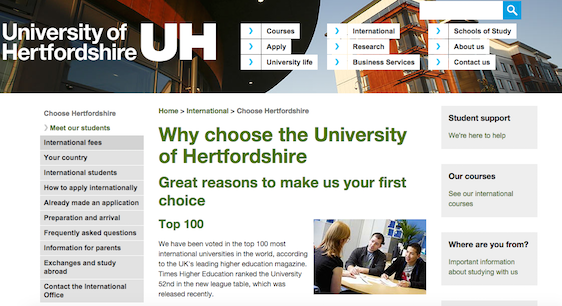 University of
Hertfordshire
UH
Courses
Apply
University life
International
Research
Business Services
Schools of Study
About us
Contact us
Choose Hertfordshire
Meet our students
International fees
Your country
International students
How to apply internationally
Already made an application
Preparation and arrival
Frequently asked questions
Information for parents
Exchanges and study
abroad
Contact the International
Office
Home > International > Choose Hertfordshire
Why choose the University
of Hertfordshire
Great reasons to make us your first
choice
Top 100
We have been voted in the top 100 most
international universities in the world, according
to the UK's leading higher education magazine.
Times Higher Education ranked the University
52nd in the new league table, which was
released recently.
Student support
We're here to help
Our courses
See our international
courses
Where are you from?
Important information
about studying with us